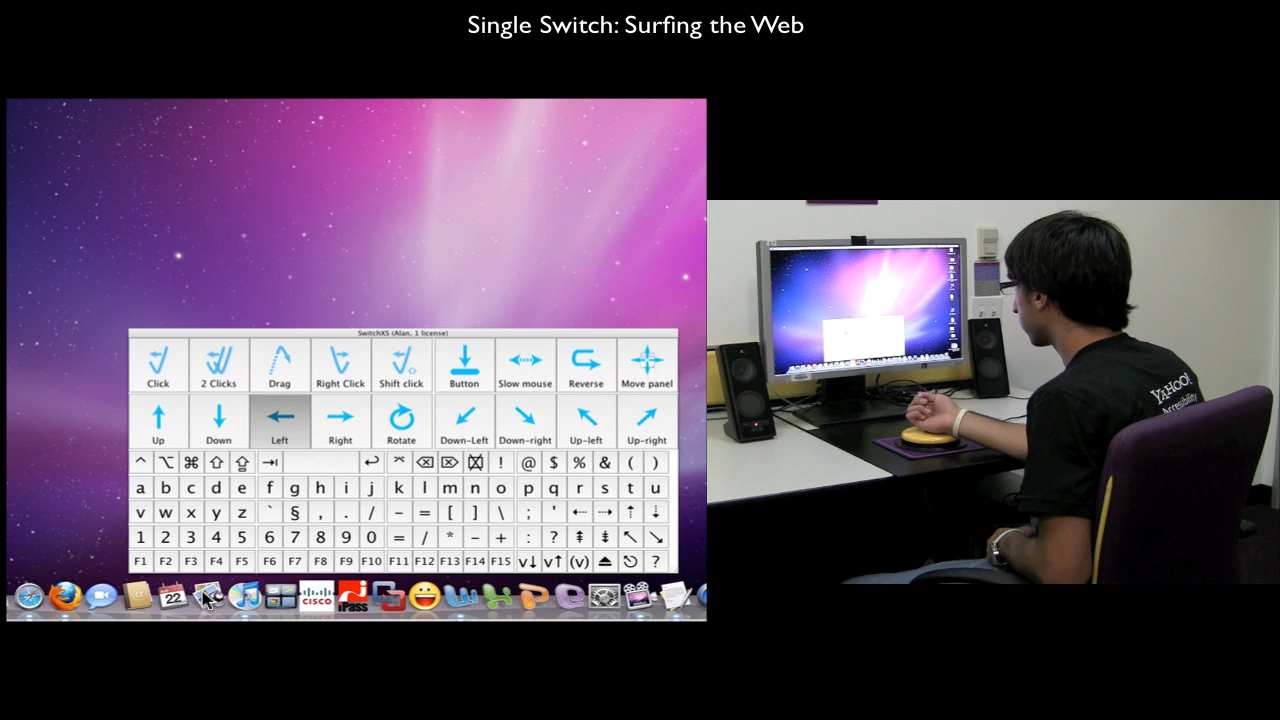 Single Switch: Surfing the Web
SwitchXS (Alan, 1 license)
Click 2 Clicks Drag Right Click Shift click Button Slow mouse Reverse Move panel
Up Down Left Right Rotate Down-Left Down-right Up-left Up-right
^ ⌥ ⌘ ⇧ ⇪ ⇥ ↩ ⌤ ⌫ ⌦ ! @ $ % & ( )
a b c d e f g h i j k l m n o p q r s t u
v w x y z ` § , . / - = [ ] \ ; ' ⇠ ⇢ ⇡ ⇣
1 2 3 4 5 6 7 8 9 0 = / * - + : ? ⇞ ⇟ ↖ ↘
F1 F2 F3 F4 F5 F6 F7 F8 F9 F10 F11 F12 F13 F14 F15 v↓ v↑ (v) ⏏ ?
22
CISCO
iPass
YAHOO!
Accessibility